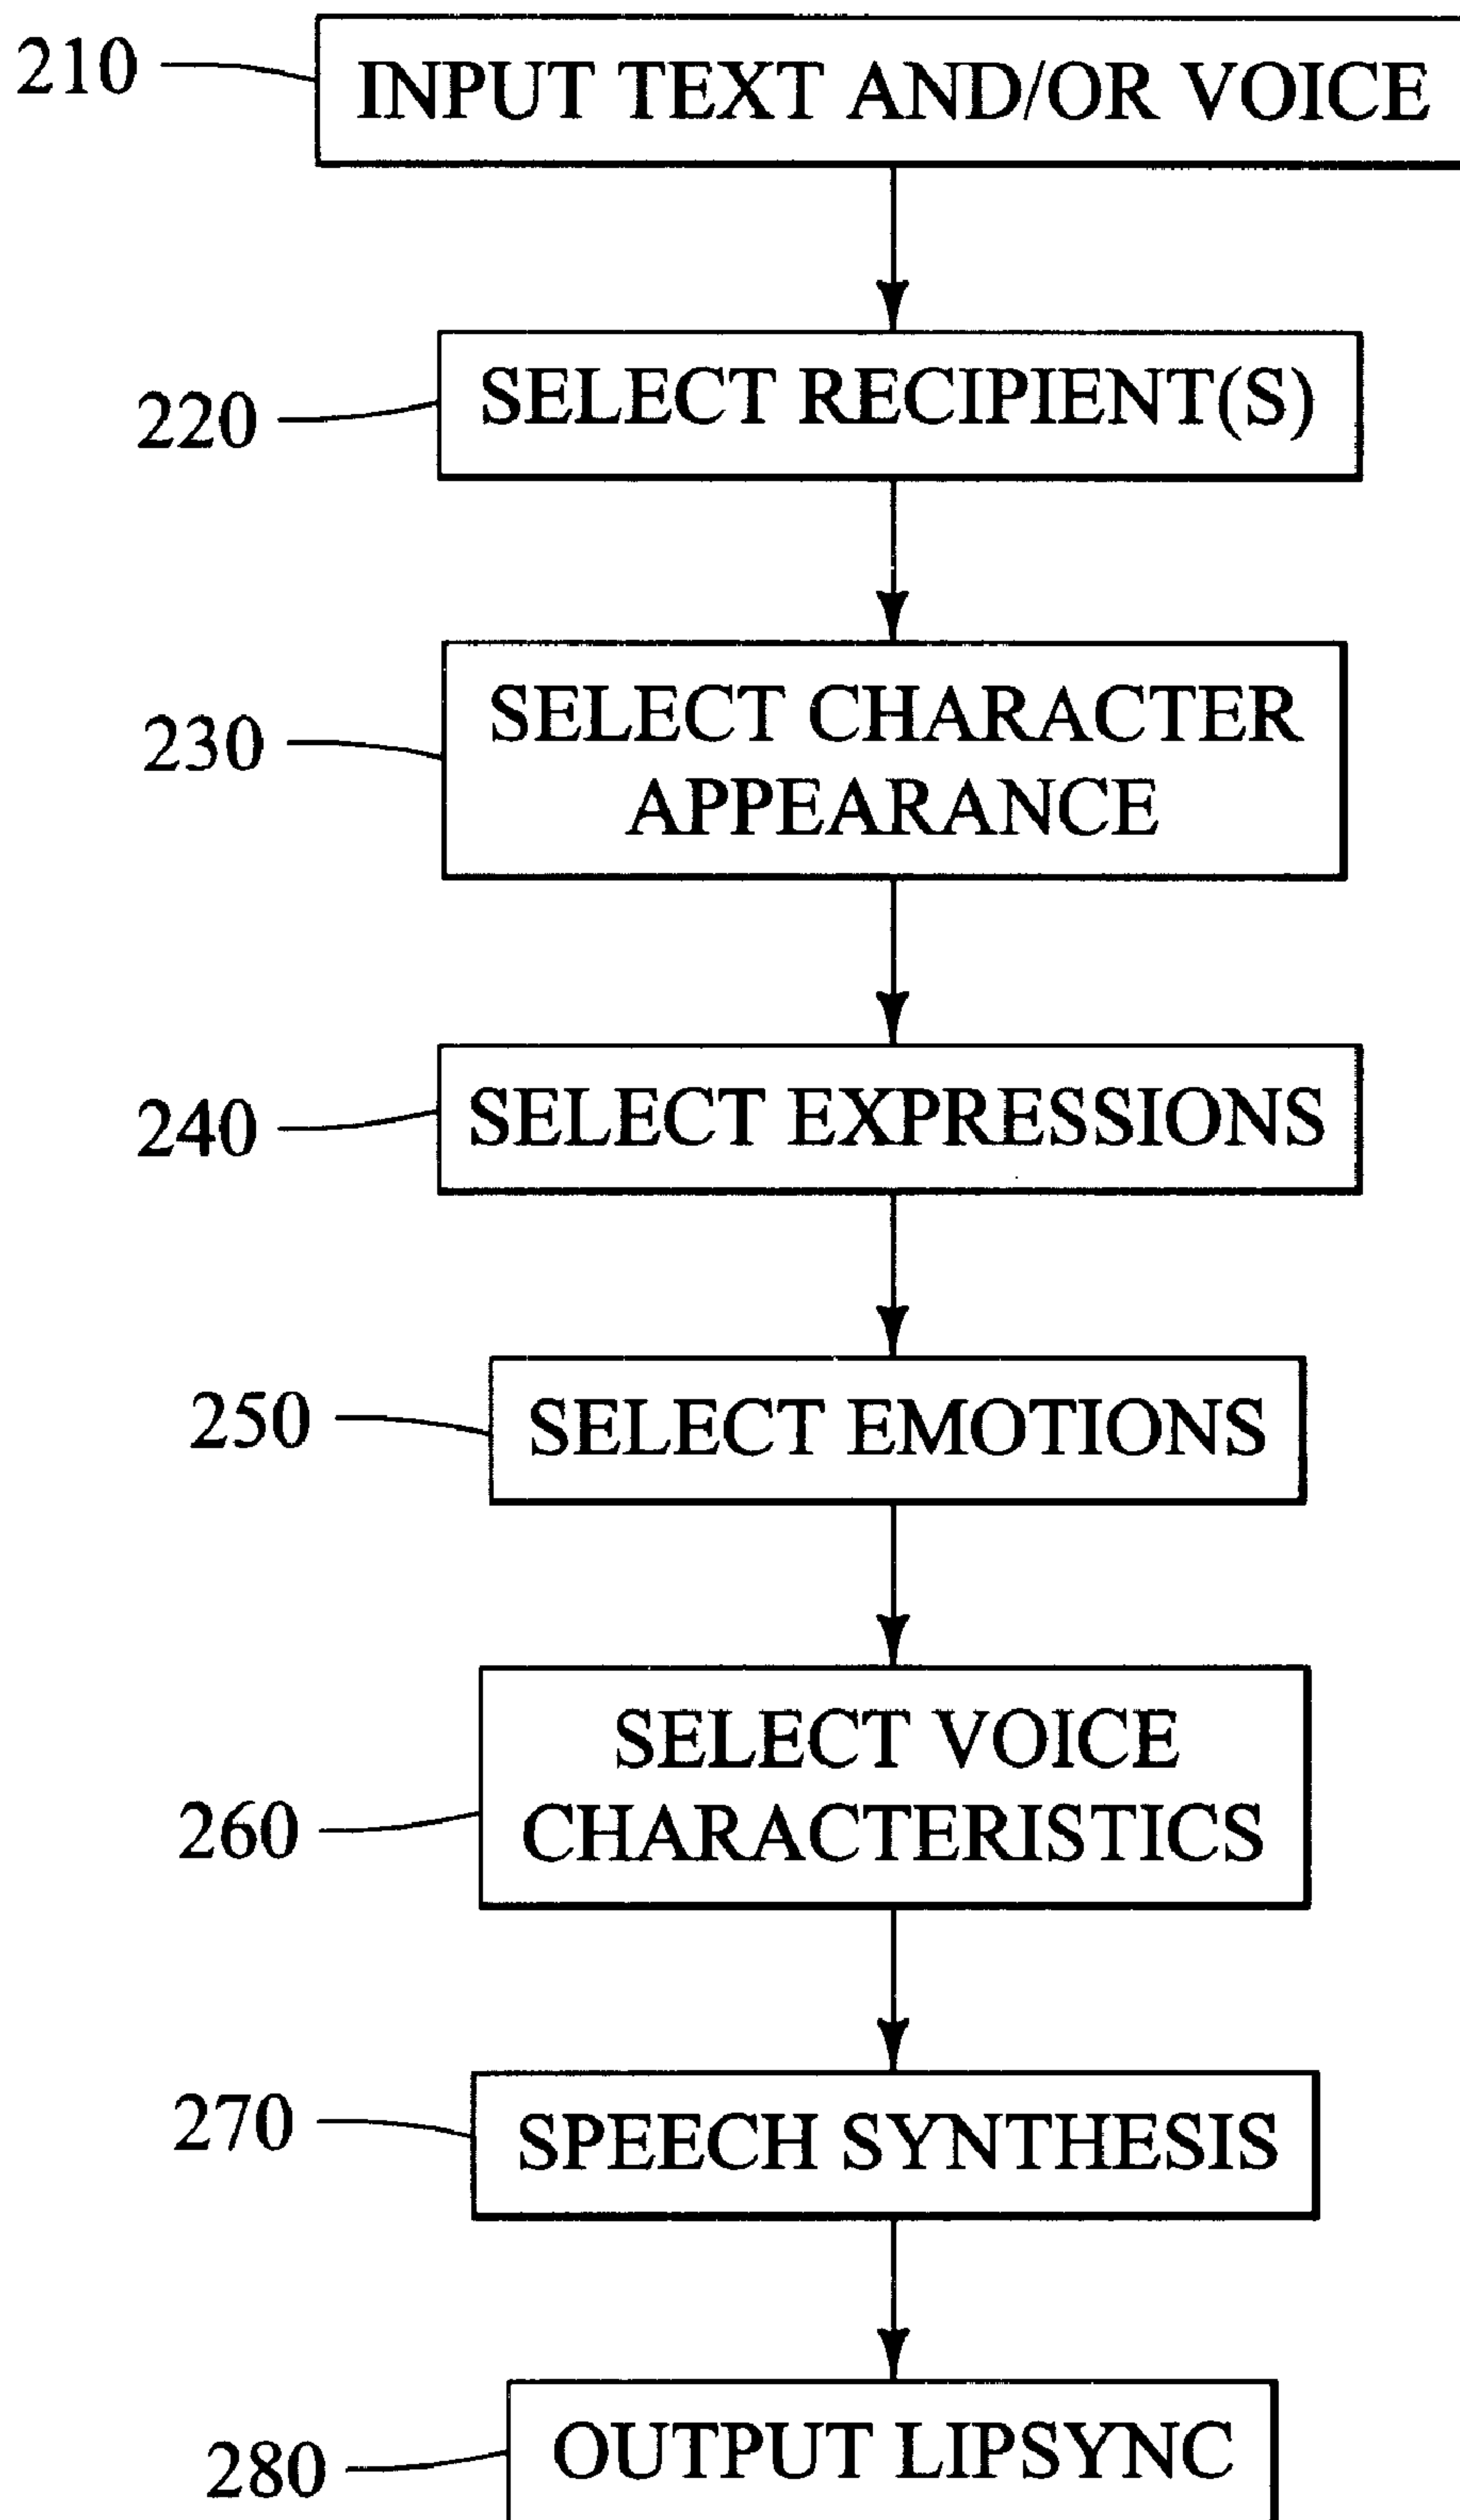 210
INPUT TEXT AND/OR VOICE
220
SELECT RECIPIENT(S)
230
SELECT CHARACTER
APPEARANCE
240
SELECT EXPRESSIONS
250
SELECT EMOTIONS
260
SELECT VOICE
CHARACTERISTICS
270
SPEECH SYNTHESIS
280
OUTPUT LIPSYNC